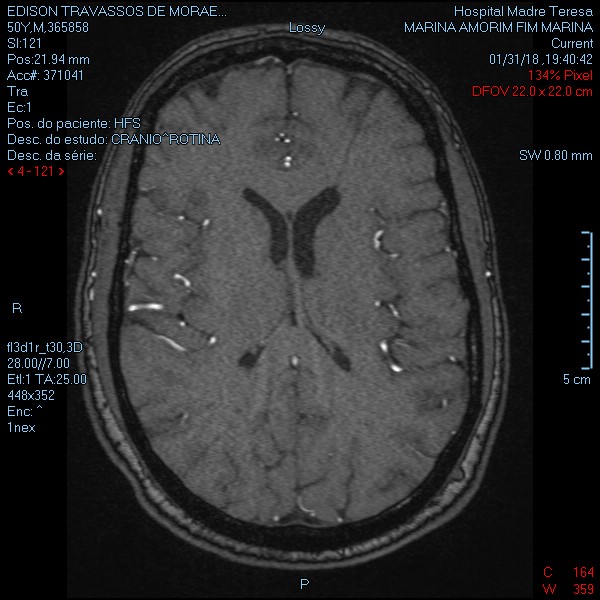 EDISON TRAVASSOS DE MORAE...
50Y,M,365858
Sl:121
Pos:21.94 mm
Acc#: 371041
Tra
Ec:1
Pos. do paciente: HFS
Desc. do estudo: CRANIO^ROTINA
Desc. da série:
< 4 - 121 >
Lossy
Hospital Madre Teresa
MARINA AMORIM FIM MARINA
Current
01/31/18 ,19:40:42
134% Pixel
DFOV 22.0 x 22.0 cm
SW 0.80 mm
R
fl3d1r_t30,3D
28.00//7.00
Etl:1 TA:25.00
448x352
Enc: ^
1nex
5 cm
P
C 164
W 359